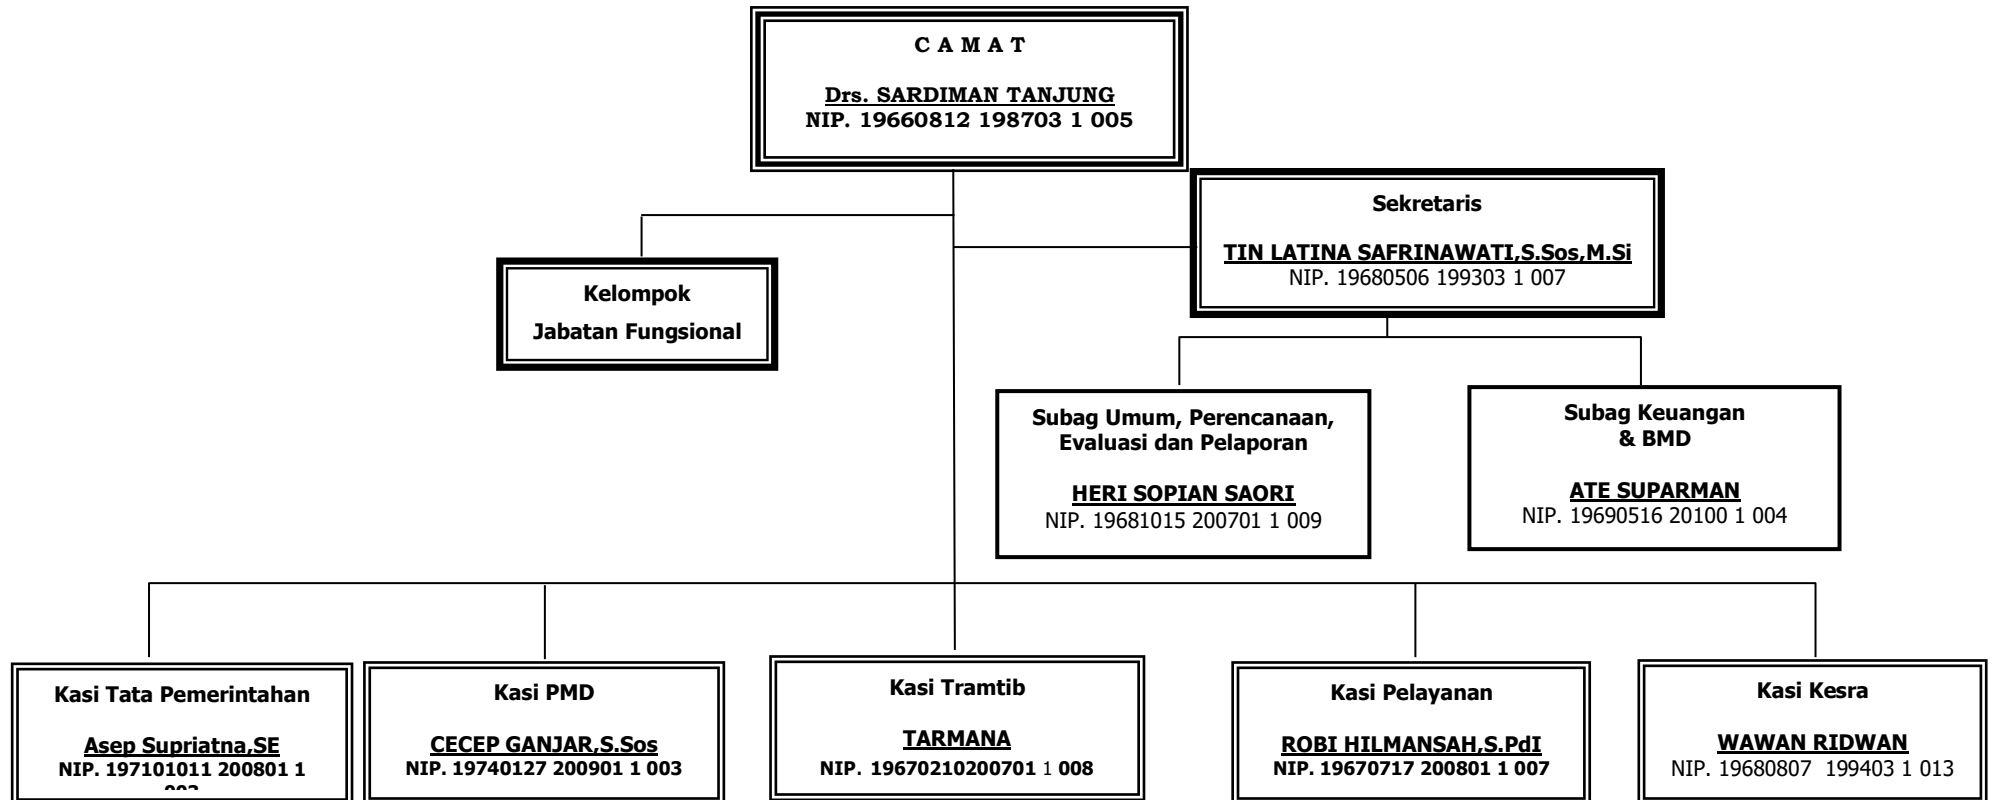 C A M A T
Drs. SARDIMAN TANJUNG
NIP. 19660812 198703 1 005
Sekretaris
TIN LATINA SAFRINAWATI,S.Sos,M.Si
NIP. 19680506 199303 1 007
Kelompok
Jabatan Fungsional
Subag Umum, Perencanaan,
Evaluasi dan Pelaporan
HERI SOPIAN SAORI
NIP. 19681015 200701 1 009
Subag Keuangan
& BMD
ATE SUPARMAN
NIP. 19690516 20100 1 004
Kasi Tata Pemerintahan
Asep Supriatna,SE
NIP. 197101011 200801 1
Kasi PMD
CECEP GANJAR,S.Sos
NIP. 19740127 200901 1 003
Kasi Tramtib
TARMANA
NIP. 19670210200701 1 008
Kasi Pelayanan
ROBI HILMANSAH,S.PdI
NIP. 19670717 200801 1 007
Kasi Kesra
WAWAN RIDWAN
NIP. 19680807 199403 1 013